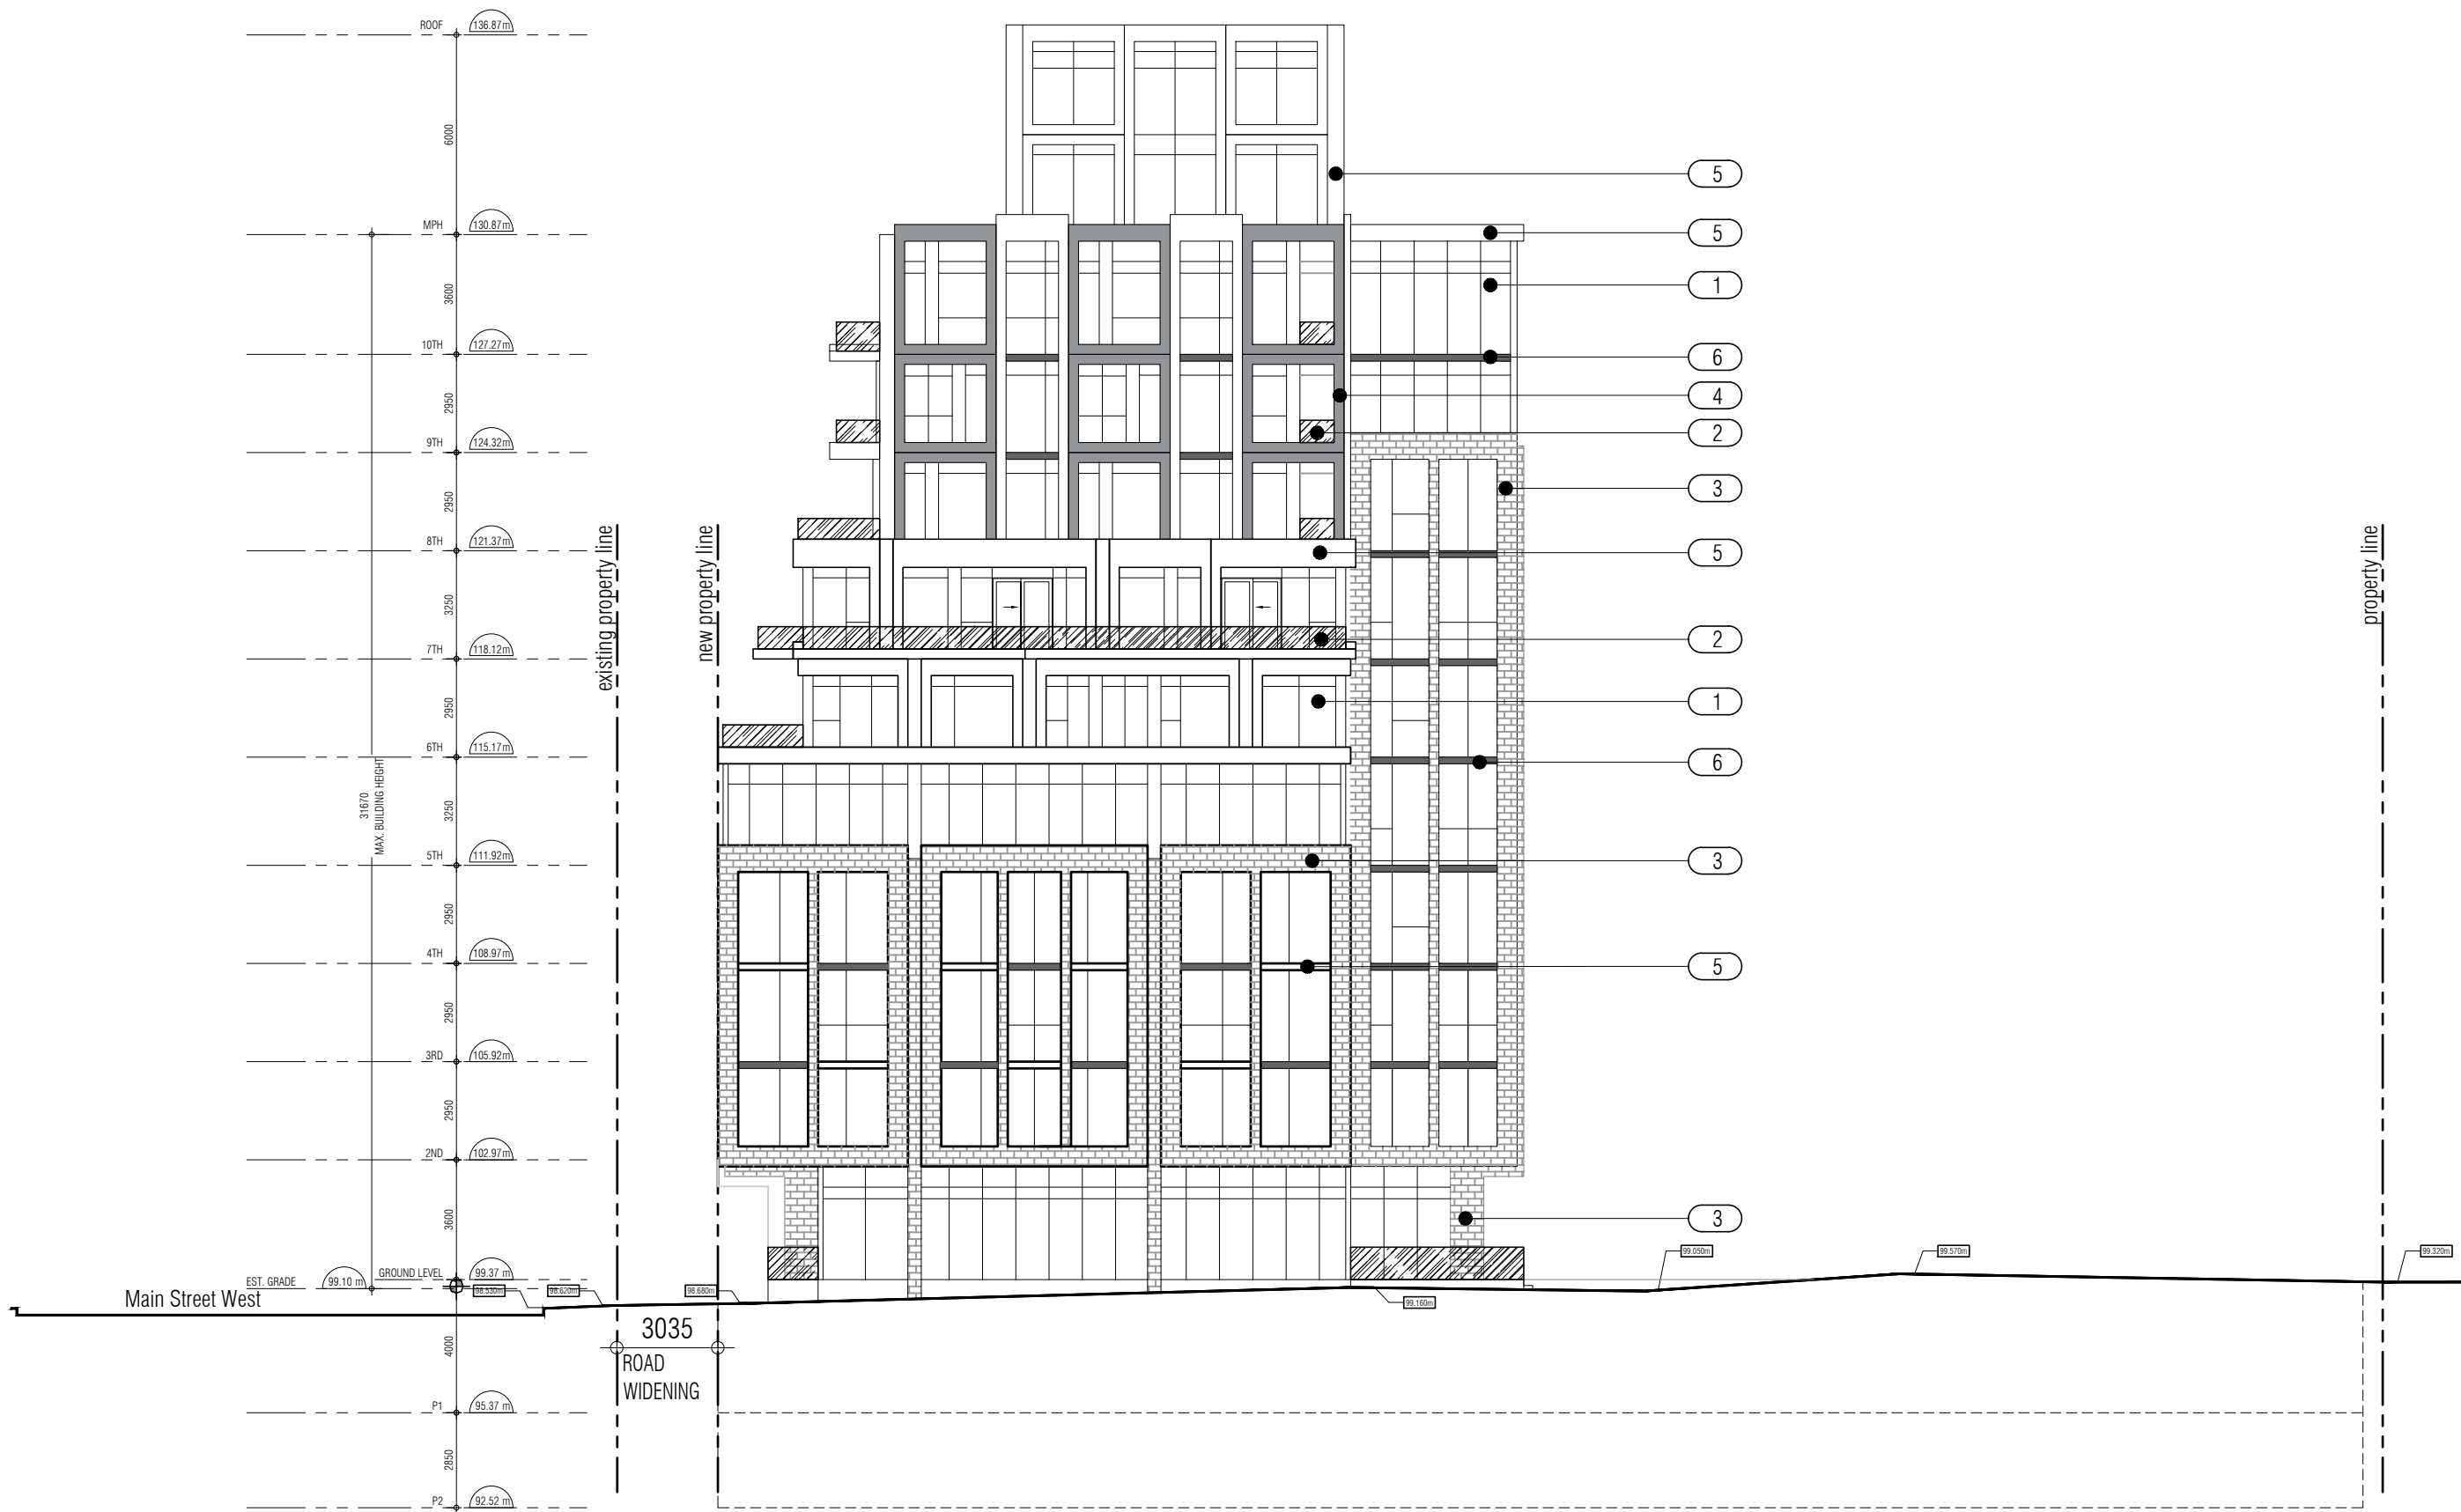 ROOF 136.87m
6000
5
MPH 130.87m
5
3600
1
10TH 127.27m
6
2950
4
9TH 124.32m
2
2950
3
existing property line
new property line
property line
8TH 121.37m
5
3250
2
7TH 118.12m
2950
1
6TH 115.17m
6
31670
MAX. BUILDING HEIGHT
3250
5TH 111.92m
3
2950
4TH 108.97m
5
2950
3RD 105.92m
2950
2ND 102.97m
3600
3
99.050m
99.570m
99.320m
GROUND LEVEL 99.37 m
EST. GRADE 99.10 m
98.530m
98.620m
98.680m
99.160m
Main Street West
3035
ROAD
WIDENING
4000
P1 95.37 m
2850
P2 92.52 m